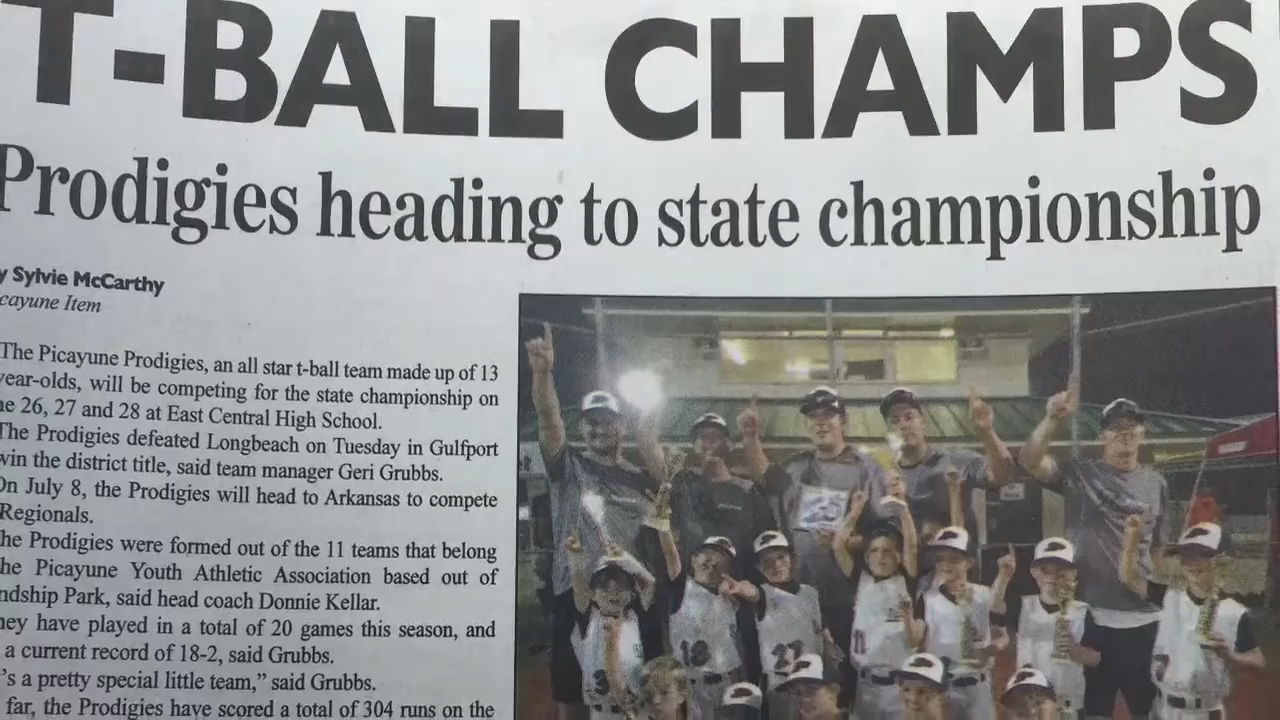 T-BALL CHAMPS
Prodigies heading to state championship
y Sylvie McCarthy
cayune Item
The Picayune Prodigies, an all star t-ball team made up of 13
year-olds, will be competing for the state championship on
ne 26, 27 and 28 at East Central High School.
The Prodigies defeated Longbeach on Tuesday in Gulfport
win the district title, said team manager Geri Grubbs.
On July 8, the Prodigies will head to Arkansas to compete
Regionals.
he Prodigies were formed out of the 11 teams that belong
he Picayune Youth Athletic Association based out of
ndship Park, said head coach Donnie Kellar.
hey have played in a total of 20 games this season, and
a current record of 18-2, said Grubbs.
's a pretty special little team,” said Grubbs.
far, the Prodigies have scored a total of 304 runs on the
3
18
27
11
7